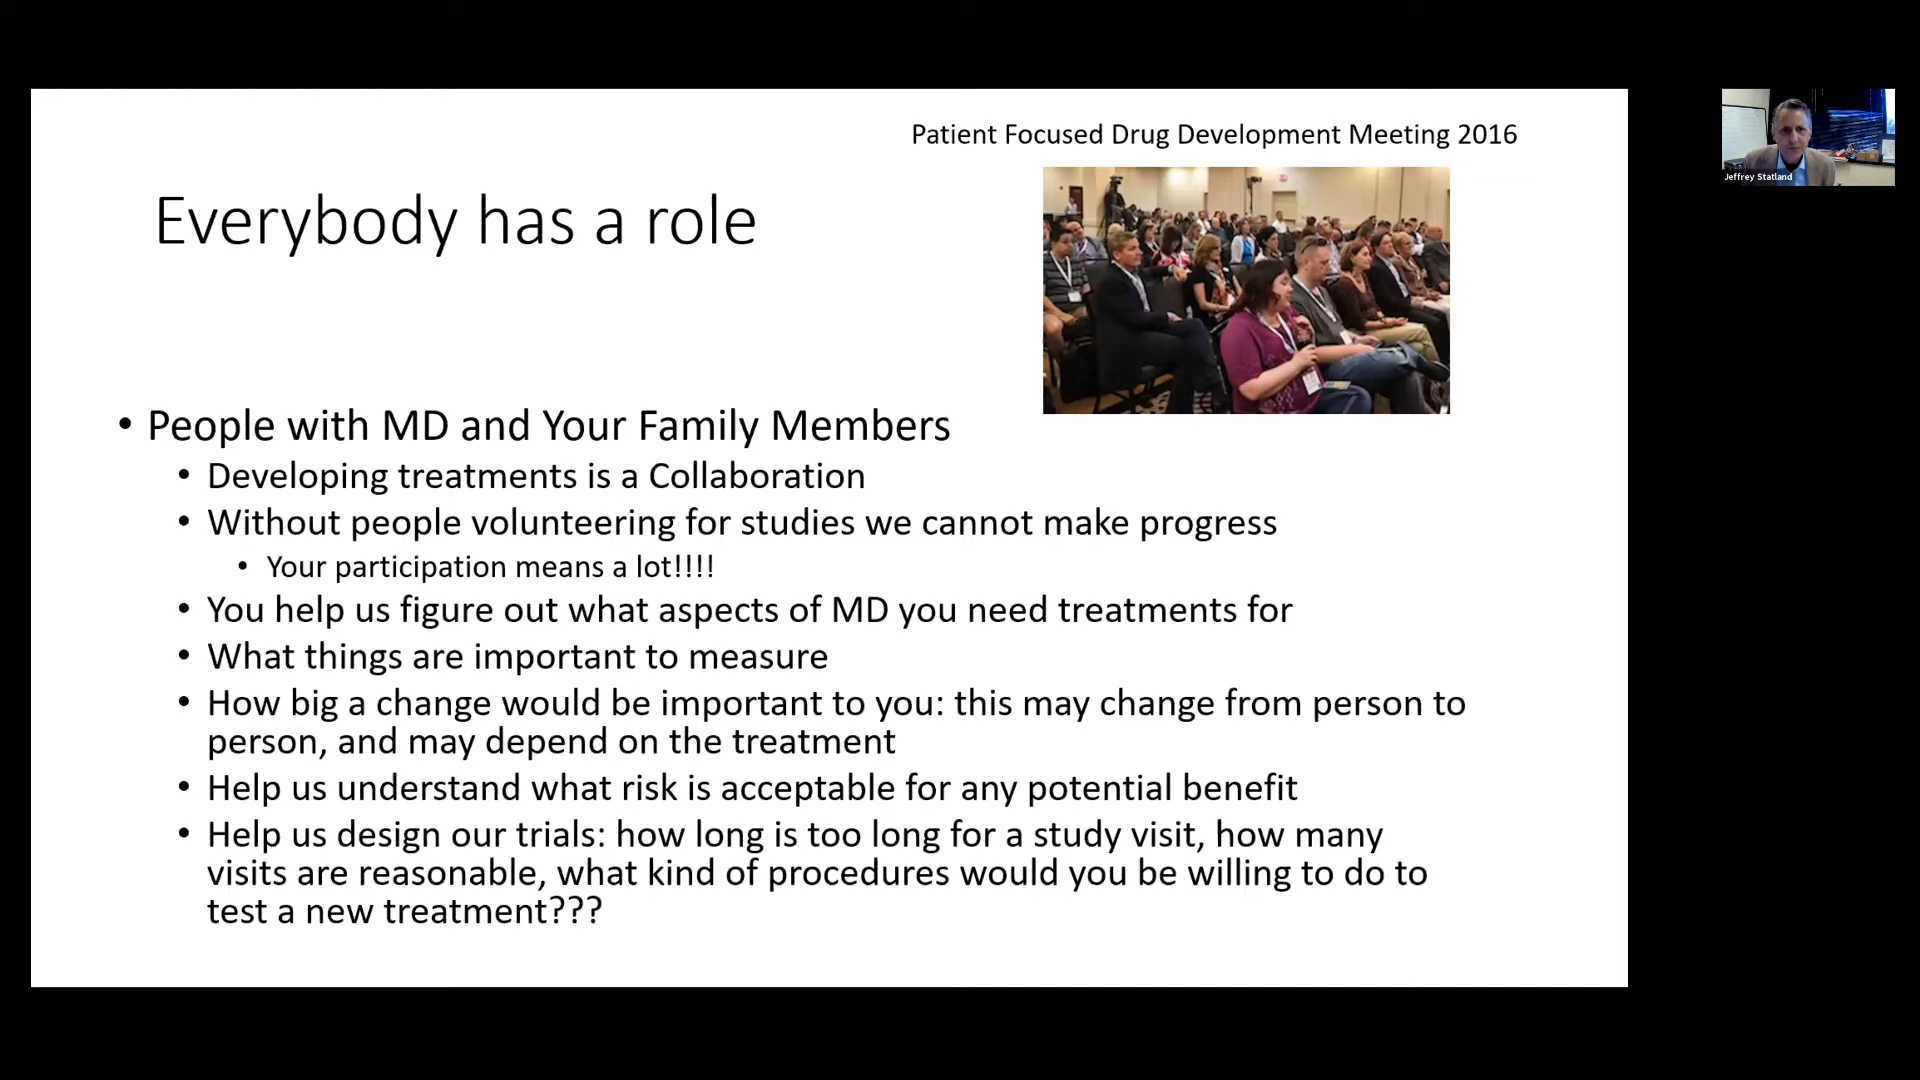 Patient Focused Drug Development Meeting 2016
Everybody has a role
Jeffrey Statland
• People with MD and Your Family Members
• Developing treatments is a Collaboration
• Without people volunteering for studies we cannot make progress
• Your participation means a lot!!!!
• You help us figure out what aspects of MD you need treatments for
• What things are important to measure
• How big a change would be important to you: this may change from person to
person, and may depend on the treatment
• Help us understand what risk is acceptable for any potential benefit
• Help us design our trials: how long is too long for a study visit, how many
visits are reasonable, what kind of procedures would you be willing to do to
test a new treatment???